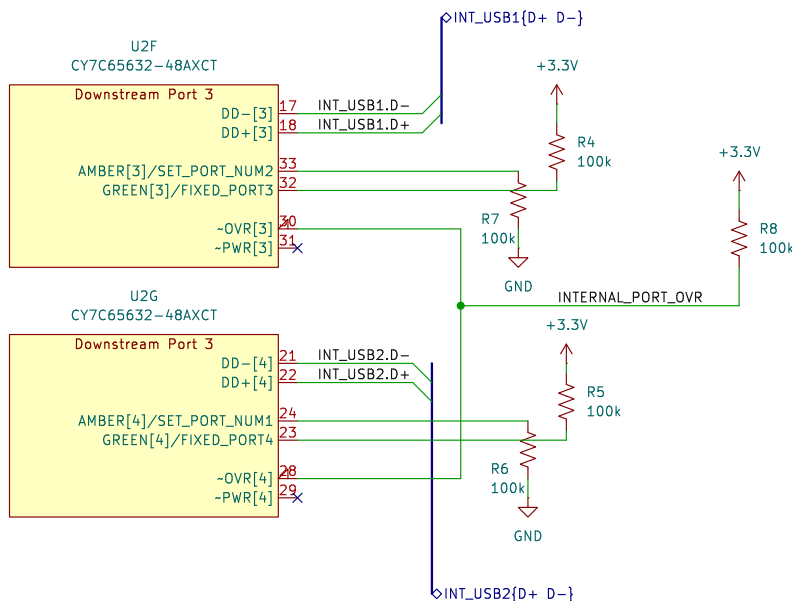 INT_USB1{D+ D-}
U2F
CY7C65632-48AXCT
Downstream Port 3
DD-[3] 17 INT_USB1.D-
DD+[3] 18 INT_USB1.D+
AMBER[3]/SET_PORT_NUM2 33
GREEN[3]/FIXED_PORT3 32
~OVR[3] 30
~PWR[3] 31
+3.3V
R4
100k
R7
100k
GND
+3.3V
R8
100k
INTERNAL_PORT_OVR
U2G
CY7C65632-48AXCT
Downstream Port 3
DD-[4] 21 INT_USB2.D-
DD+[4] 22 INT_USB2.D+
AMBER[4]/SET_PORT_NUM1 24
GREEN[4]/FIXED_PORT4 23
~OVR[4] 28
~PWR[4] 29
+3.3V
R5
100k
R6
100k
GND
INT_USB2{D+ D-}